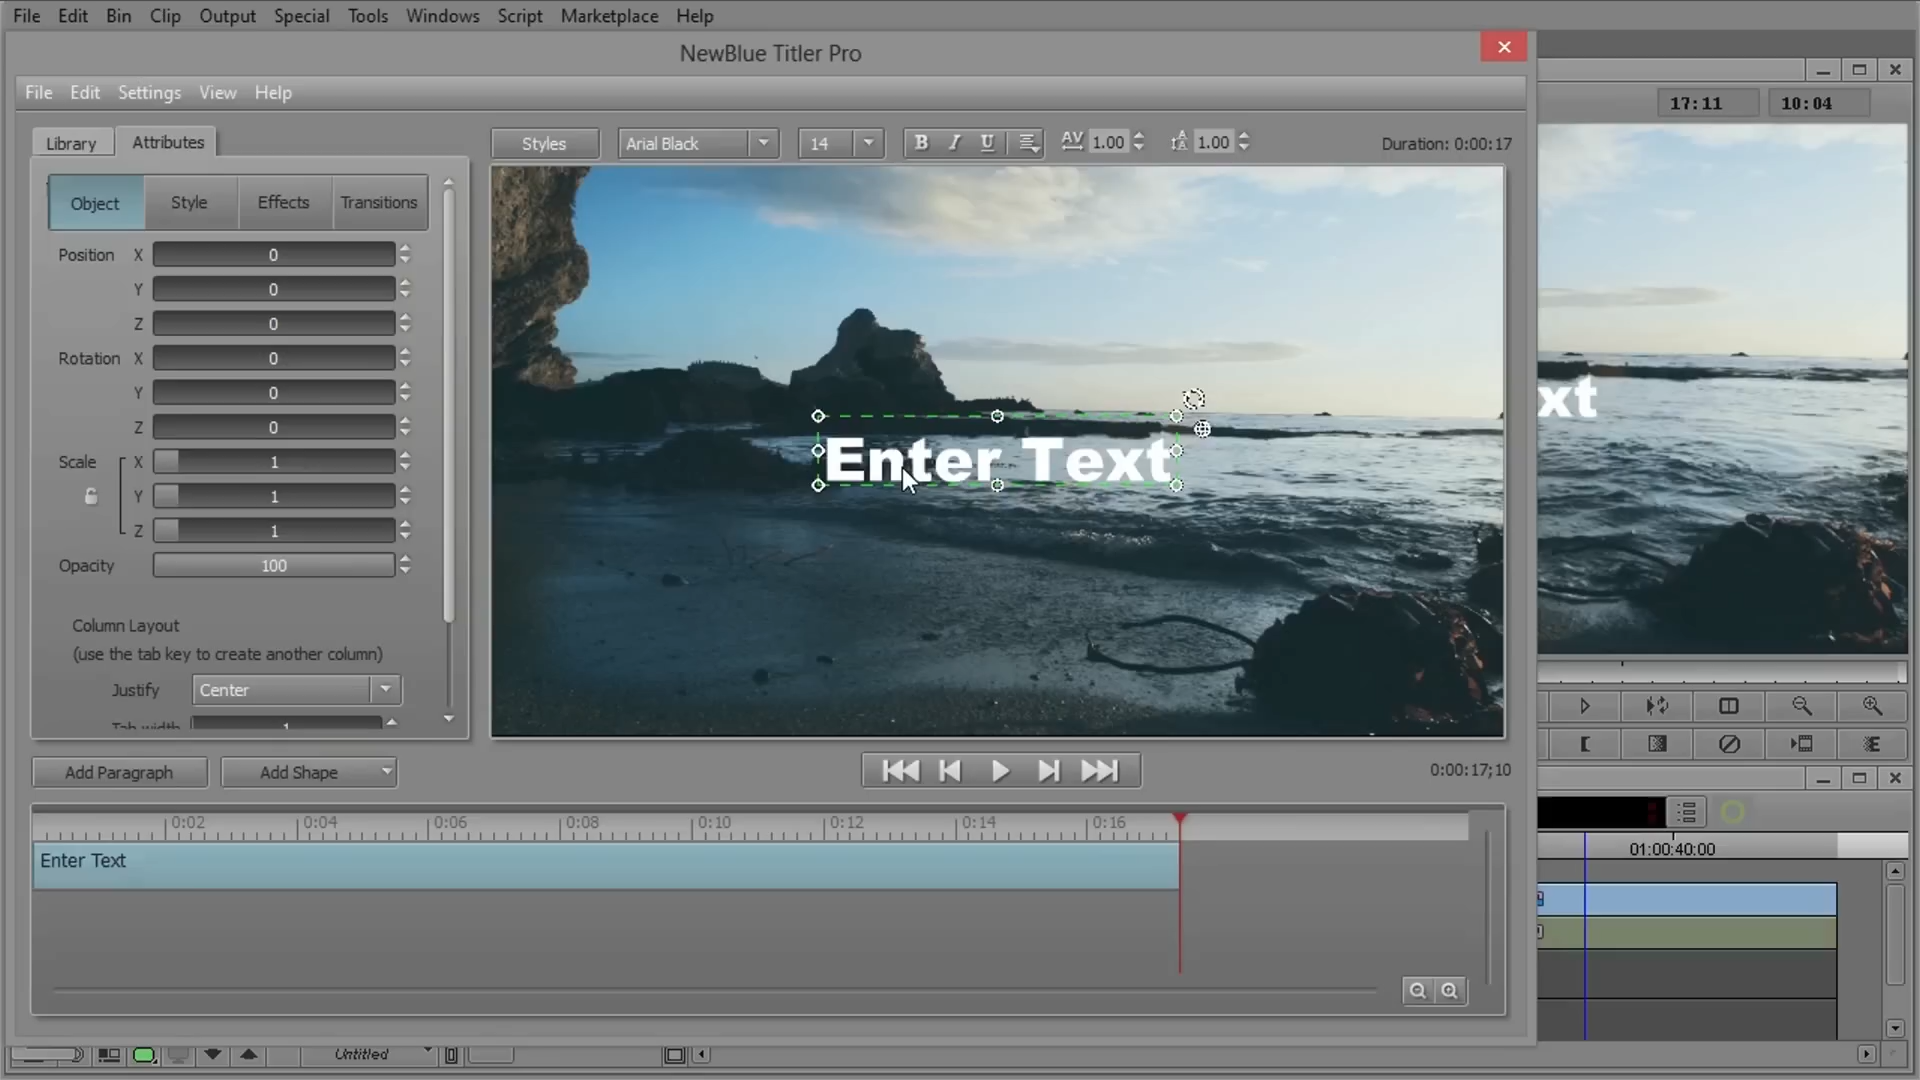 File Edit Bin Clip Output Special Tools Windows Script Marketplace Help
NewBlue Titler Pro
File Edit Settings View Help
17:11 10:04
Library Attributes
Styles Arial Black 14 B I U AV 1.00 A 1.00 Duration: 0:00:17
Object Style Effects Transitions
Position X 0
Y 0
Z 0
Rotation X 0
Y 0
Z 0
Scale X 1
Y 1
Z 1
Opacity 100
Enter Text
xt
Column Layout
(use the tab key to create another column)
Justify Center
Tab width 1
Add Paragraph Add Shape
0:00:17;10
0:02 0:04 0:06 0:08 0:10 0:12 0:14 0:16
Enter Text
01:00:40:00
Untitled